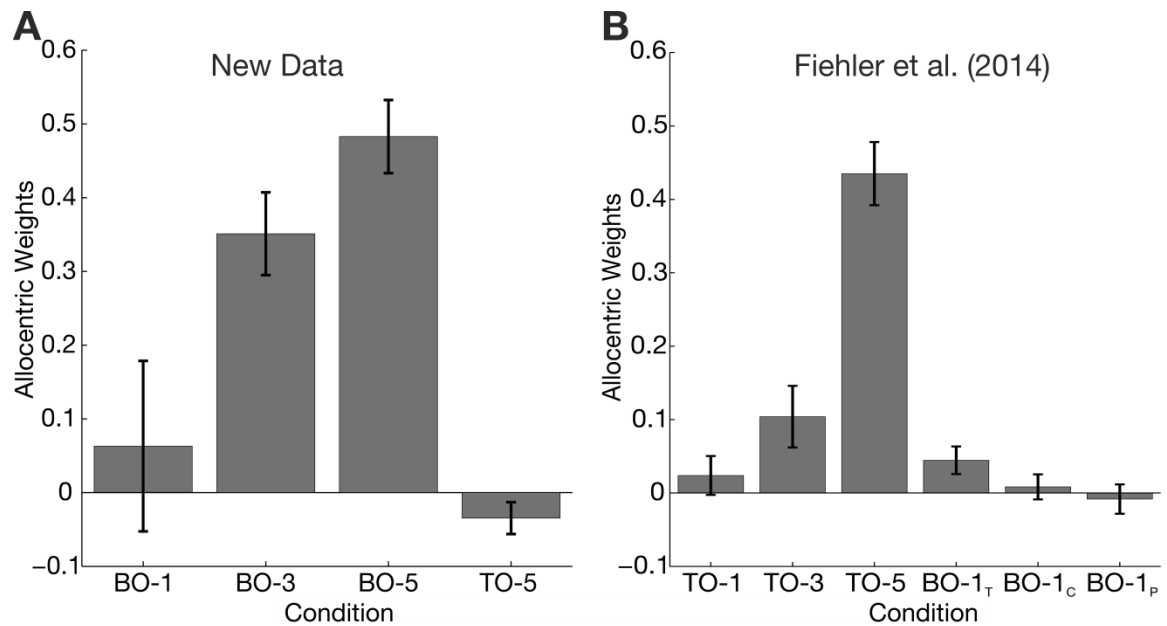 A
New Data
Allocentric Weights
0.6
0.5
0.4
0.3
0.2
0.1
0
−0.1
BO-1 BO-3 BO-5 TO-5
Condition
B
Fiehler et al. (2014)
Allocentric Weights
0.6
0.5
0.4
0.3
0.2
0.1
0
−0.1
TO-1 TO-3 TO-5 BO-1T BO-1C BO-1P
Condition